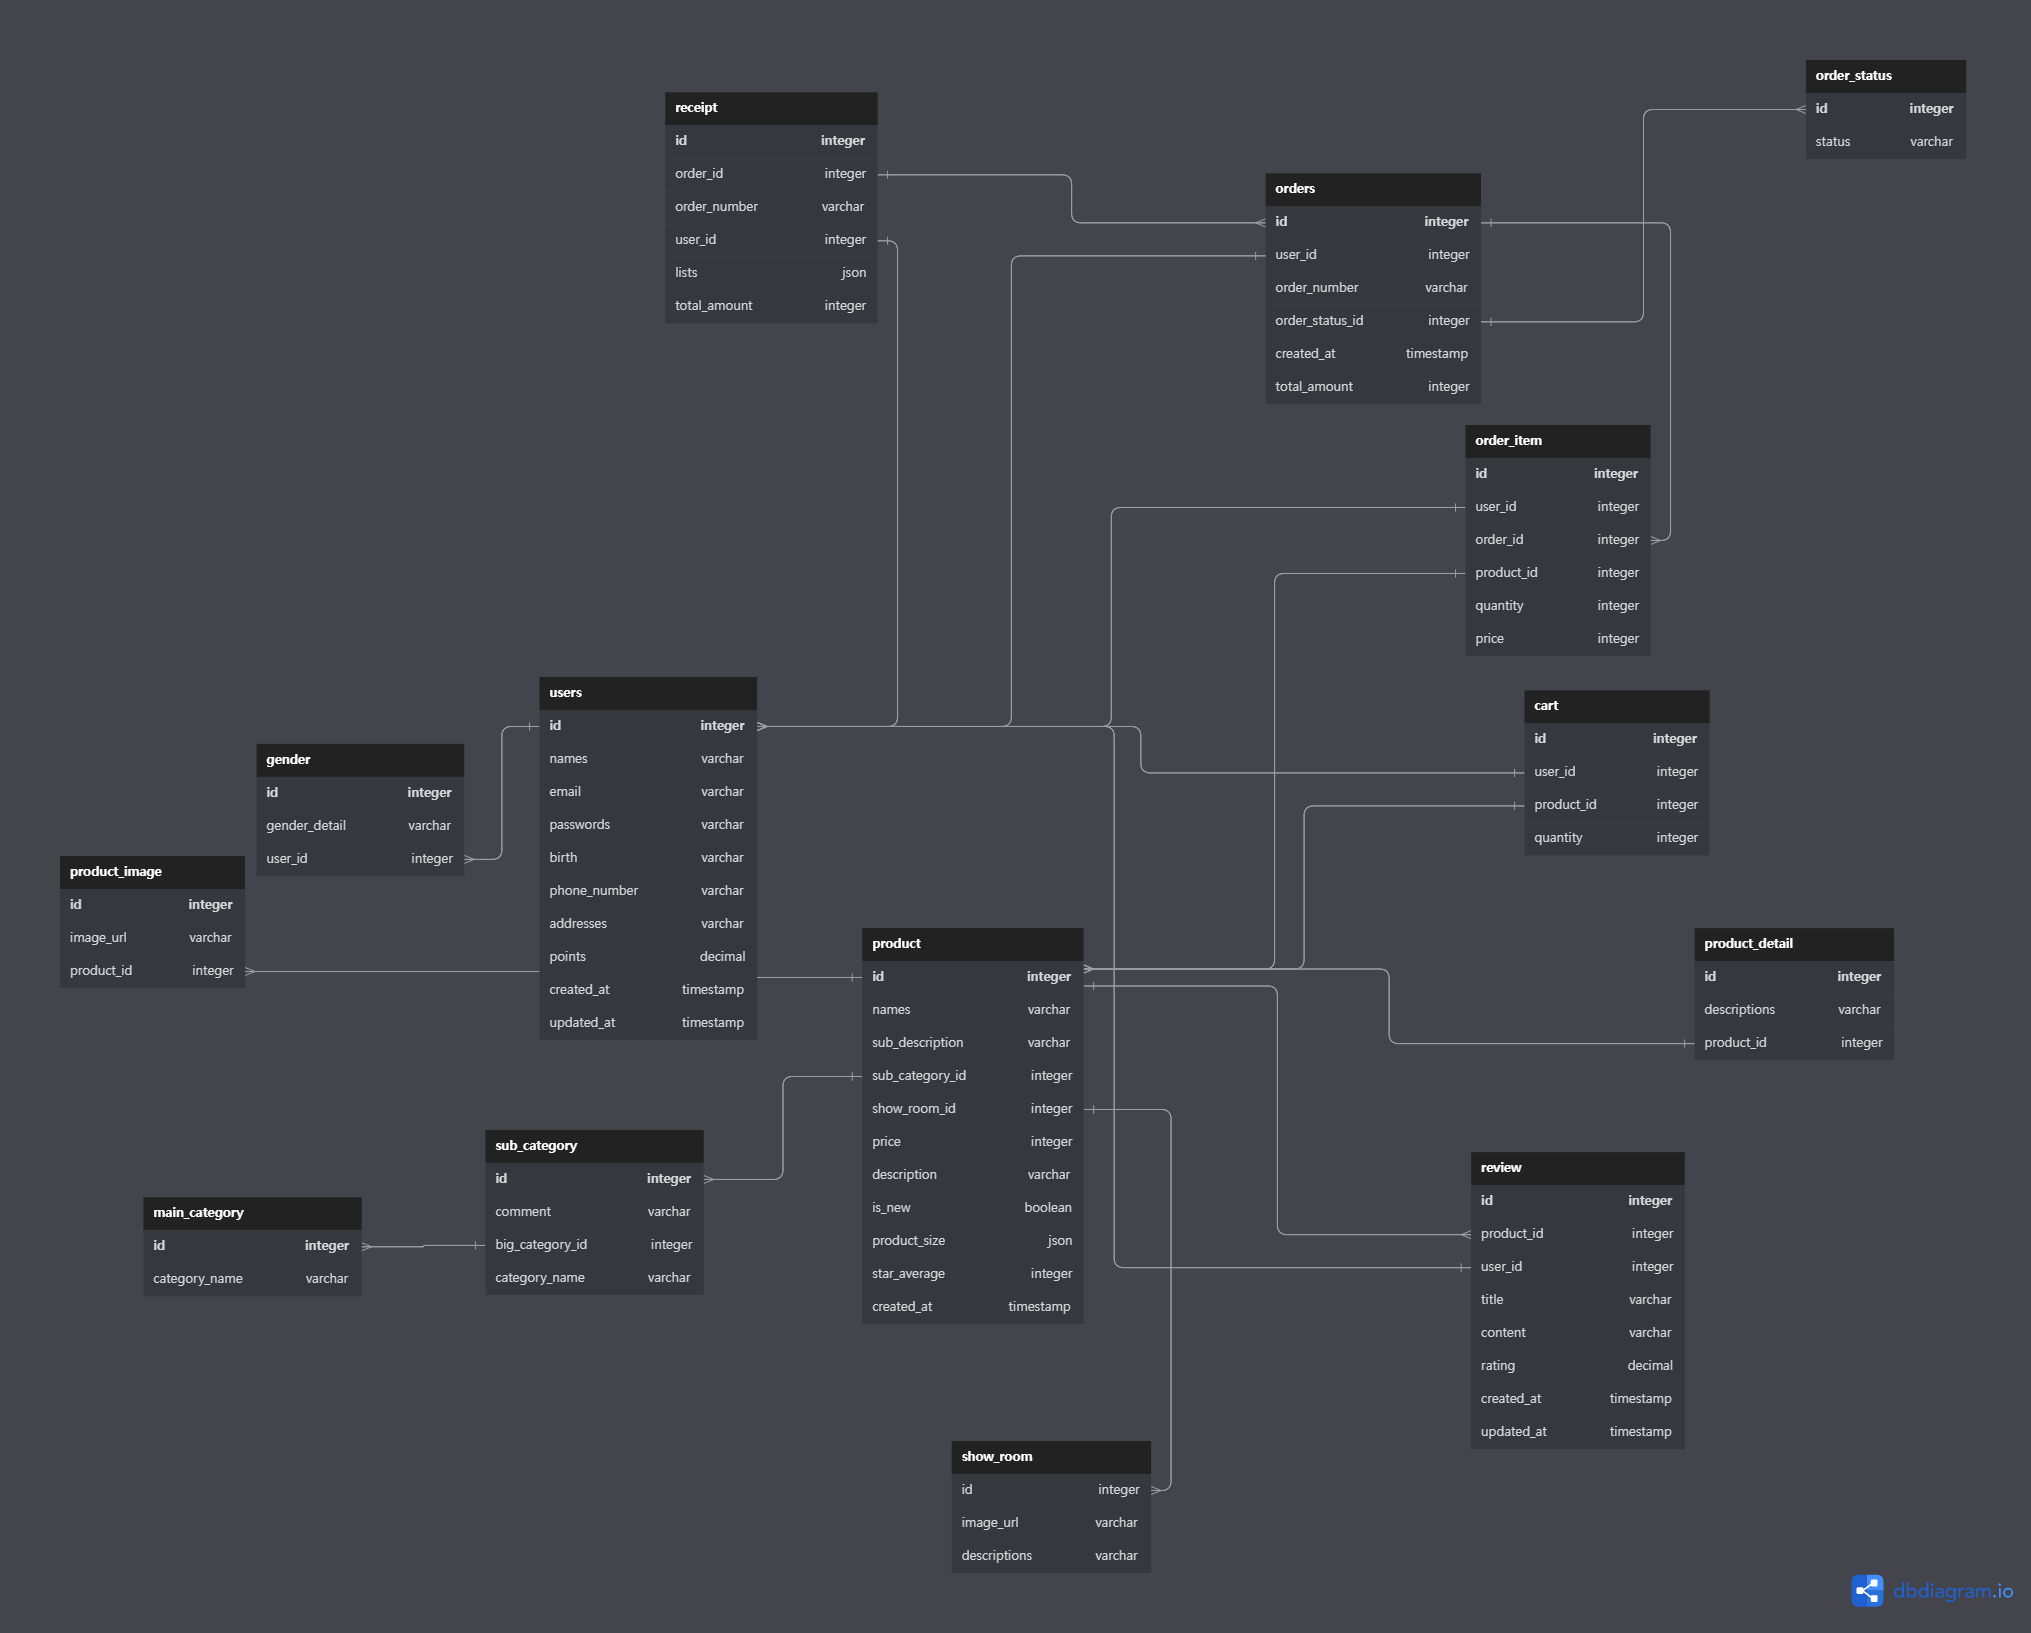 order_status
id integer
status varchar
receipt
id integer
order_id integer
order_number varchar
user_id integer
lists json
total_amount integer
orders
id integer
user_id integer
order_number varchar
order_status_id integer
created_at timestamp
total_amount integer
order_item
id integer
user_id integer
order_id integer
product_id integer
quantity integer
price integer
users
id integer
names varchar
email varchar
passwords varchar
birth varchar
phone_number varchar
addresses varchar
points decimal
created_at timestamp
updated_at timestamp
cart
id integer
user_id integer
product_id integer
quantity integer
gender
id integer
gender_detail varchar
user_id integer
product_image
id integer
image_url varchar
product_id integer
product
id integer
names varchar
sub_description varchar
sub_category_id integer
show_room_id integer
price integer
description varchar
is_new boolean
product_size json
star_average integer
created_at timestamp
product_detail
id integer
descriptions varchar
product_id integer
sub_category
id integer
comment varchar
big_category_id integer
category_name varchar
main_category
id integer
category_name varchar
review
id integer
product_id integer
user_id integer
title varchar
content varchar
rating decimal
created_at timestamp
updated_at timestamp
show_room
id integer
image_url varchar
descriptions varchar
dbdiagram.io